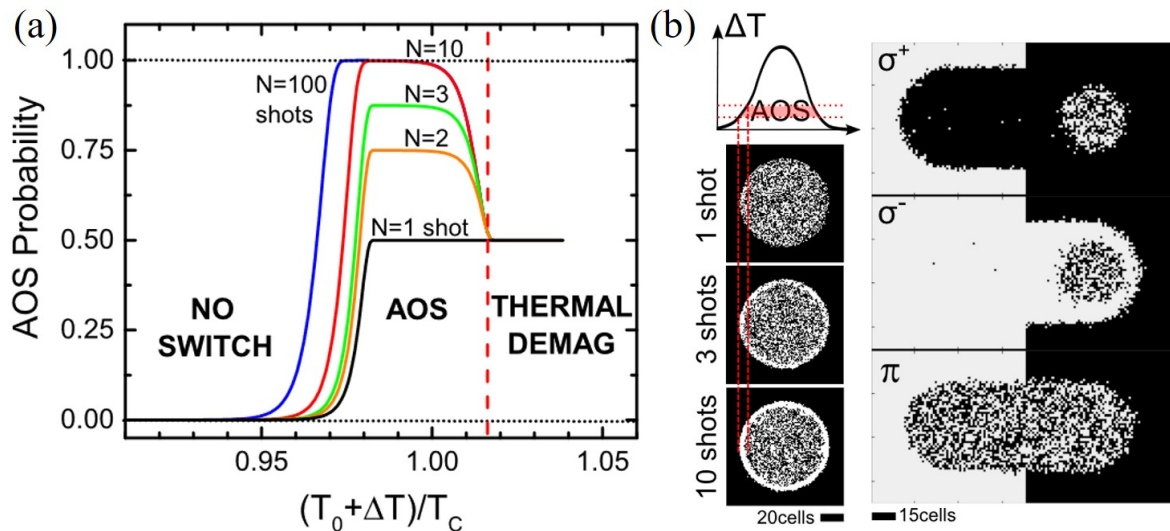 (a)
AOS Probability
1.00
0.75
0.50
0.25
0.00
N=100
shots
N=10
N=3
N=2
N=1 shot
NO
SWITCH
AOS
THERMAL
DEMAG
0.95
1.00
1.05
(T0+ΔT)/TC
(b)
ΔT
AOS
1 shot
3 shots
10 shots
20cells
σ+
σ-
π
15cells